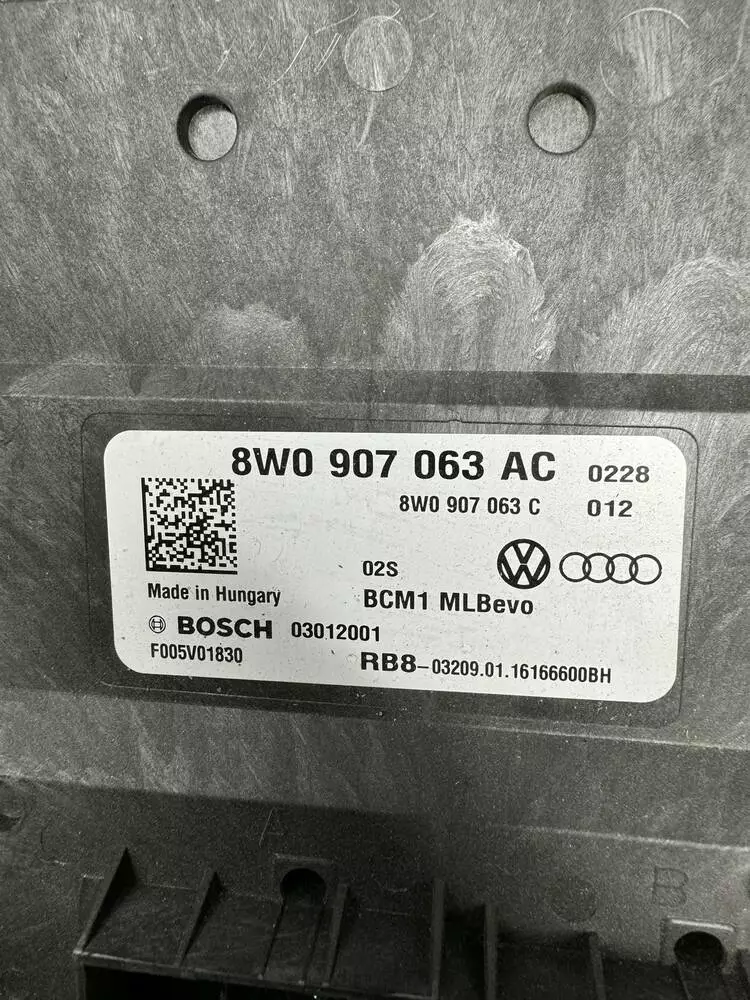 8W0 907 063 AC 0228
8W0 907 063 C 012
02S
Made in Hungary
BCM1 MLBevo
BOSCH 03012001
F005V01830
RB8-03209.01.16166600BH
A
B